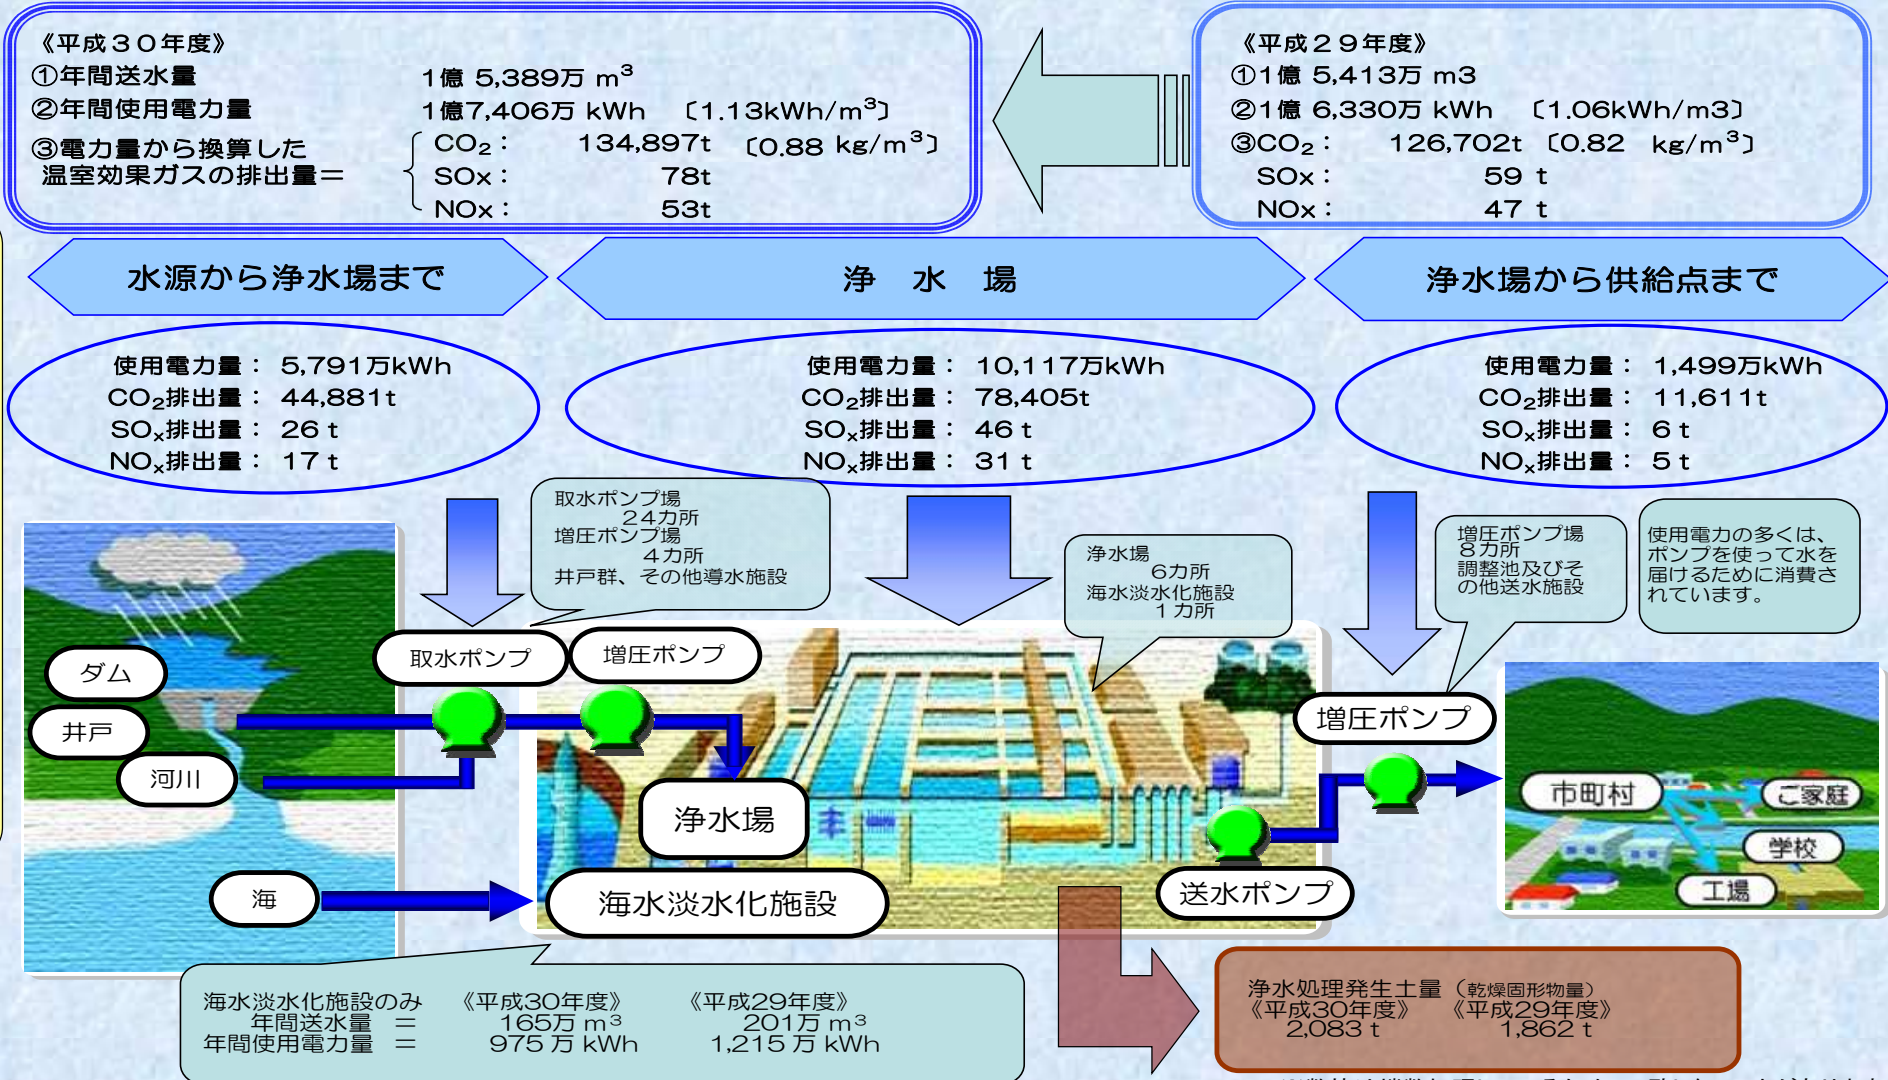 《平成30年度》
①年間送水量 1億 5,389万 m³
②年間使用電力量 1億7,406万 kWh 〔1.13kWh/m³〕
③電力量から換算した
温室効果ガスの排出量=
CO₂: 134,897t 〔0.88 kg/m³〕
SOx: 78t
NOx: 53t
《平成29年度》
①1億 5,413万 m3
②1億 6,330万 kWh 〔1.06kWh/m3〕
③CO₂: 126,702t 〔0.82 kg/m³〕
SOx: 59 t
NOx: 47 t
水源から浄水場まで
浄 水 場
浄水場から供給点まで
使用電力量: 5,791万kWh
CO₂排出量: 44,881t
SOₓ排出量: 26 t
NOₓ排出量: 17 t
使用電力量: 10,117万kWh
CO₂排出量: 78,405t
SOₓ排出量: 46 t
NOₓ排出量: 31 t
使用電力量: 1,499万kWh
CO₂排出量: 11,611t
SOₓ排出量: 6 t
NOₓ排出量: 5 t
取水ポンプ場
24カ所
増圧ポンプ場
4カ所
井戸群、その他導水施設
浄水場
6カ所
海水淡水化施設
1カ所
増圧ポンプ場
8カ所
調整池及びそ
の他送水施設
使用電力の多くは、
ポンプを使って水を
届けるために消費さ
れています。
ダム
井戸
河川
海
取水ポンプ
増圧ポンプ
浄水場
海水淡水化施設
送水ポンプ
増圧ポンプ
市町村
ご家庭
学校
工場
海水淡水化施設のみ 《平成30年度》 《平成29年度》
年間送水量 = 165万 m³ 201万 m³
年間使用電力量 = 975 万 kWh 1,215 万 kWh
浄水処理発生土量(乾燥固形物量)
《平成30年度》 《平成29年度》
2,083 t 1,862 t